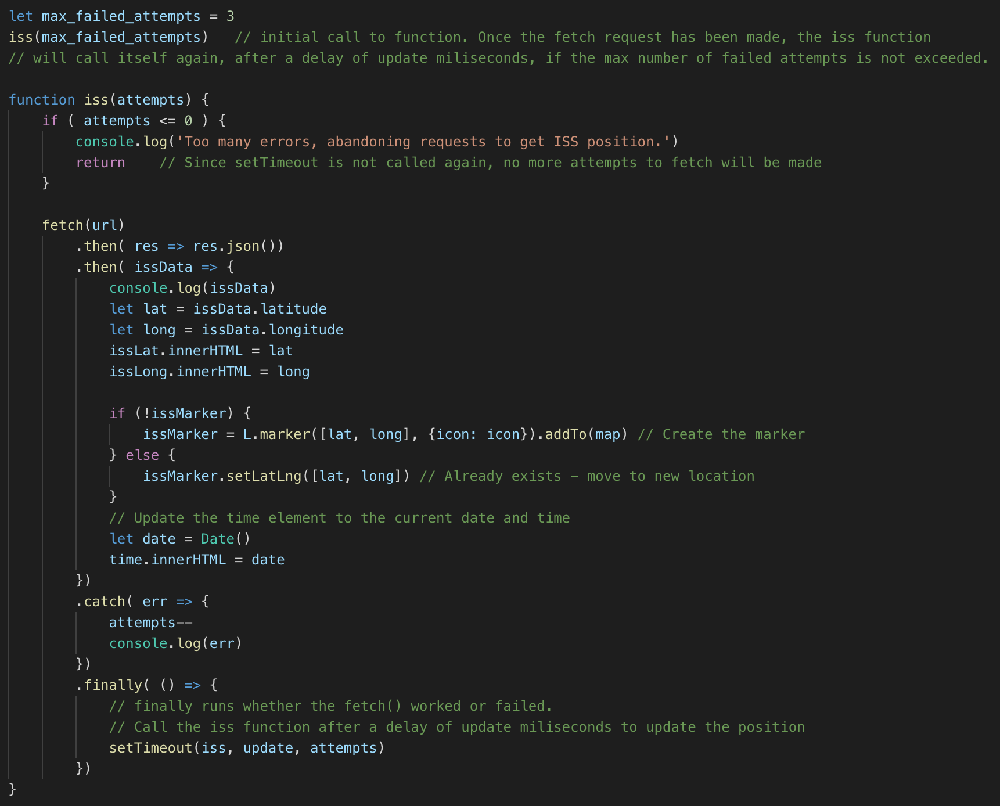 let max_failed_attempts = 3
iss(max_failed_attempts)   // initial call to function. Once the fetch request has been made, the iss function
// will call itself again, after a delay of update miliseconds, if the max number of failed attempts is not exceeded.

function iss(attempts) {
    if ( attempts <= 0 ) {
        console.log('Too many errors, abandoning requests to get ISS position.')
        return    // Since setTimeout is not called again, no more attempts to fetch will be made
    }

    fetch(url)
        .then( res => res.json())
        .then( issData => {
            console.log(issData)
            let lat = issData.latitude
            let long = issData.longitude
            issLat.innerHTML = lat
            issLong.innerHTML = long

            if (!issMarker) {
                issMarker = L.marker([lat, long], {icon: icon}).addTo(map) // Create the marker
            } else {
                issMarker.setLatLng([lat, long]) // Already exists – move to new location
            }
            // Update the time element to the current date and time
            let date = Date()
            time.innerHTML = date
        })
        .catch( err => {
            attempts--
            console.log(err)
        })
        .finally( () => {
            // finally runs whether the fetch() worked or failed.
            // Call the iss function after a delay of update miliseconds to update the position
            setTimeout(iss, update, attempts)
        })
}